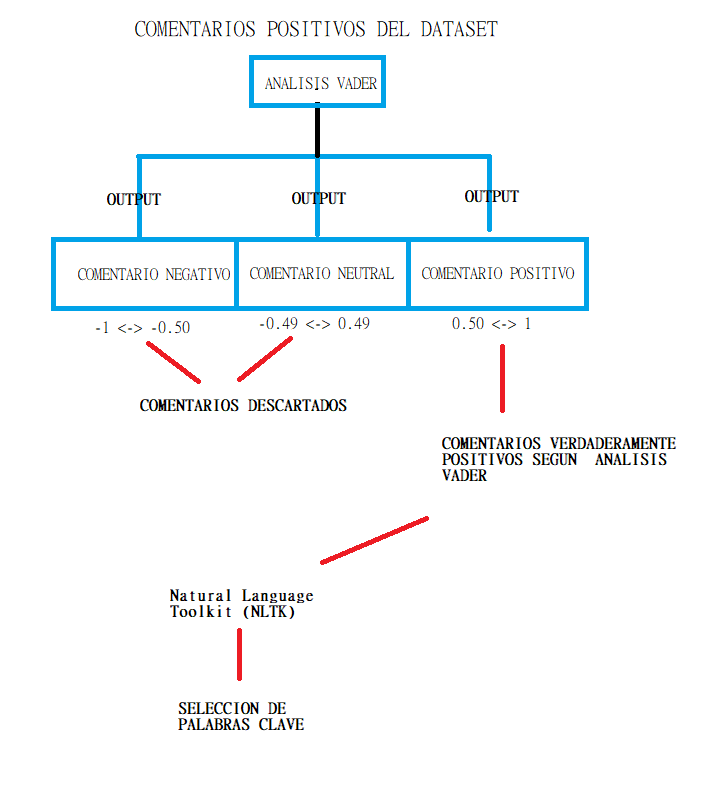 COMENTARIOS POSITIVOS DEL DATASET
ANALISIS VADER
OUTPUT
OUTPUT
OUTPUT
COMENTARIO NEGATIVO
COMENTARIO NEUTRAL
COMENTARIO POSITIVO
-1 <-> -0.50
-0.49 <-> 0.49
0.50 <-> 1
COMENTARIOS DESCARTADOS
COMENTARIOS VERDADERAMENTE
POSITIVOS SEGUN ANALISIS
VADER
Natural Language
Toolkit (NLTK)
SELECCION DE
PALABRAS CLAVE